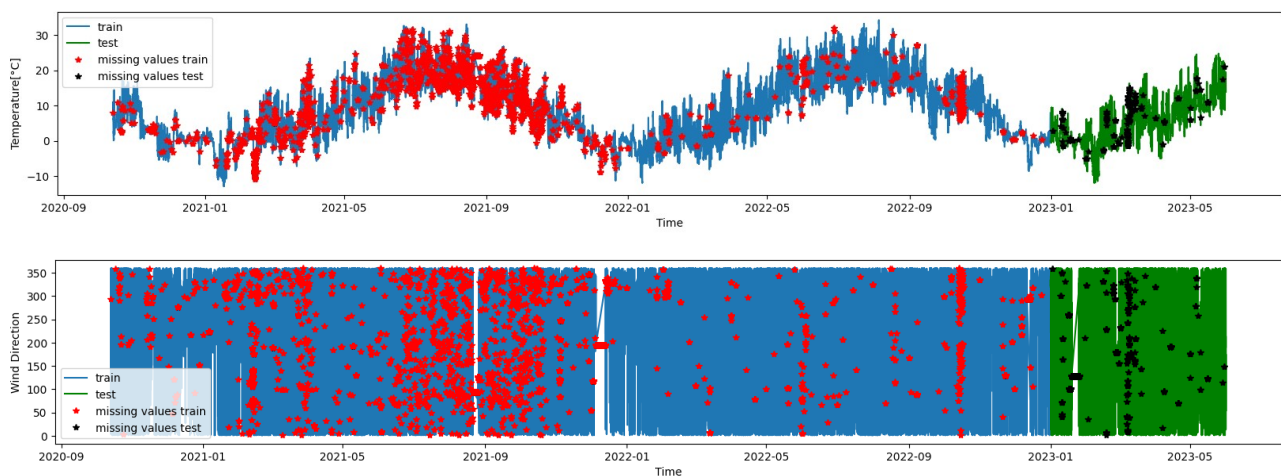 30
20
10
0
−10
Temperature[°C]
train
test
missing values train
missing values test
2020-09 2021-01 2021-05 2021-09 2022-01 2022-05 2022-09 2023-01 2023-05
Time
350
300
250
200
150
100
50
0
Wind Direction
train
test
missing values train
missing values test
2020-09 2021-01 2021-05 2021-09 2022-01 2022-05 2022-09 2023-01 2023-05
Time